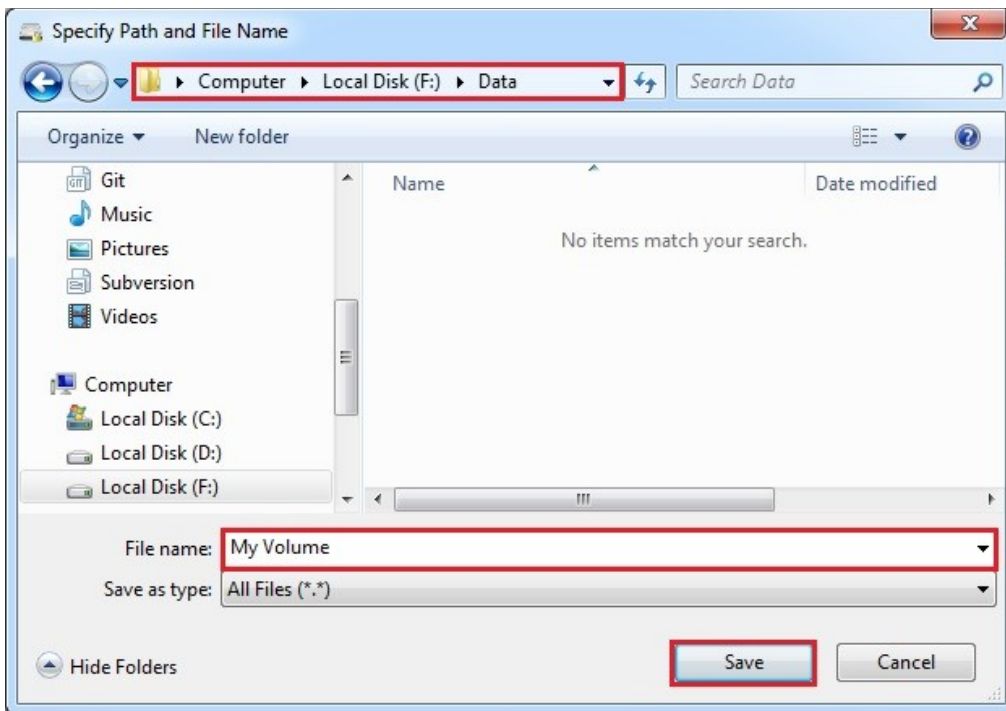 Specify Path and File Name
Computer Local Disk (F:) Data Search Data
Organize New folder
Git
Music
Pictures
Subversion
Videos
Computer
Local Disk (C:)
Local Disk (D:)
Local Disk (F:)
Name Date modified
No items match your search.
File name: My Volume
Save as type: All Files (*.*)
Hide Folders Save Cancel